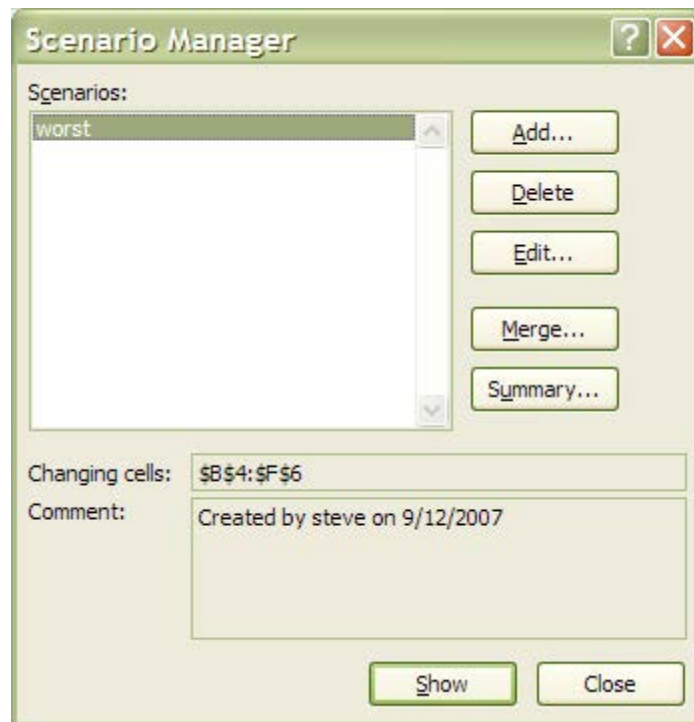 Scenario Manager
Scenarios:
worst
Add...
Delete
Edit...
Merge...
Summary...
Changing cells: $B$4:$F$6
Comment: Created by steve on 9/12/2007
Show Close